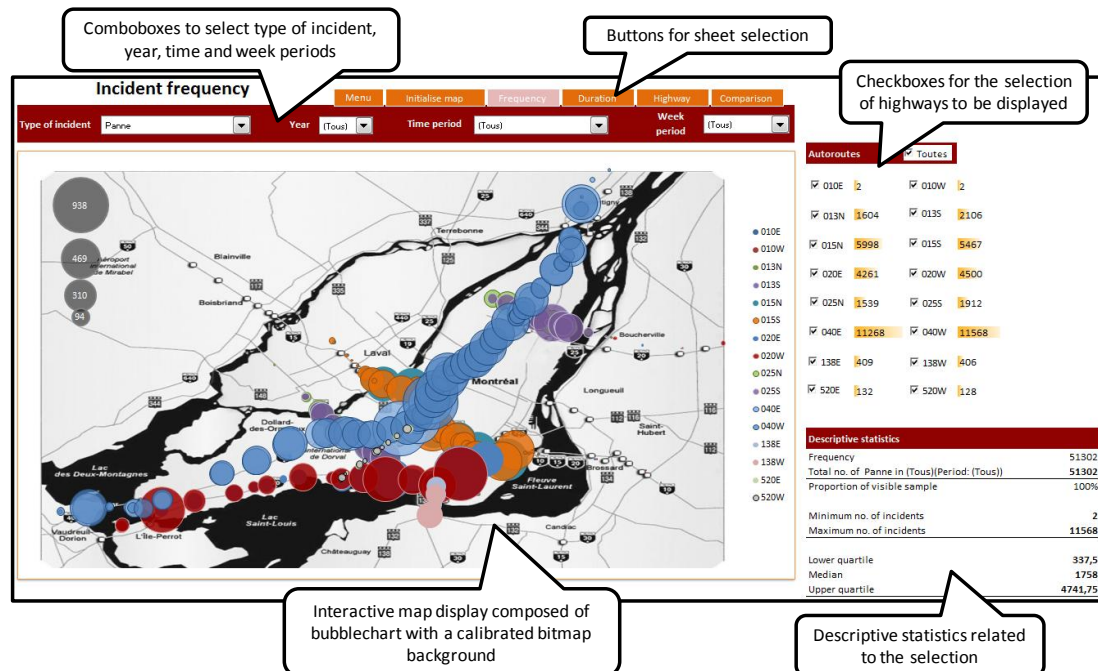 Comboboxes to select type of incident,
year, time and week periods
Buttons for sheet selection
Checkboxes for the selection
of highways to be displayed
Incident frequency
Menu
Initialise map
Frequency
Duration
Highway
Comparison
Type of incident
Panne
Year
(Tous)
Time period
(Tous)
Week
period
(Tous)
Autoroutes
Toutes
010E 2
010W 2
013N 1604
013S 2106
015N 5998
015S 5467
020E 4261
020W 4500
025N 1539
025S 1912
040E 11268
040W 11568
138E 409
138W 406
520E 132
520W 128
938
469
310
94
Terrebonne
Blainville
Aéroport
international
de Mirabel
Boisbriand
Laval
Boucherville
Montréal
Longueuil
Dollard-
des-Ormeaux
Saint-
Hubert
international
de Dorval
Lac
des Deux-Montagnes
Brossard
Fleuve
Saint-Laurent
Lac
Saint-Louis
Vaudreuil
Dorion
L'Île-Perrot
Candiac
Châteauguay
010E
010W
013N
013S
015N
015S
020E
020W
025N
025S
040E
040W
138E
138W
520E
520W
Descriptive statistics
Frequency 51302
Total no. of Panne in (Tous)(Period: (Tous)) 51302
Proportion of visible sample 100%
Minimum no. of incidents 2
Maximum no. of incidents 11568
Lower quartile 337,5
Median 1758
Upper quartile 4741,75
Interactive map display composed of
bubblechart with a calibrated bitmap
background
Descriptive statistics related
to the selection